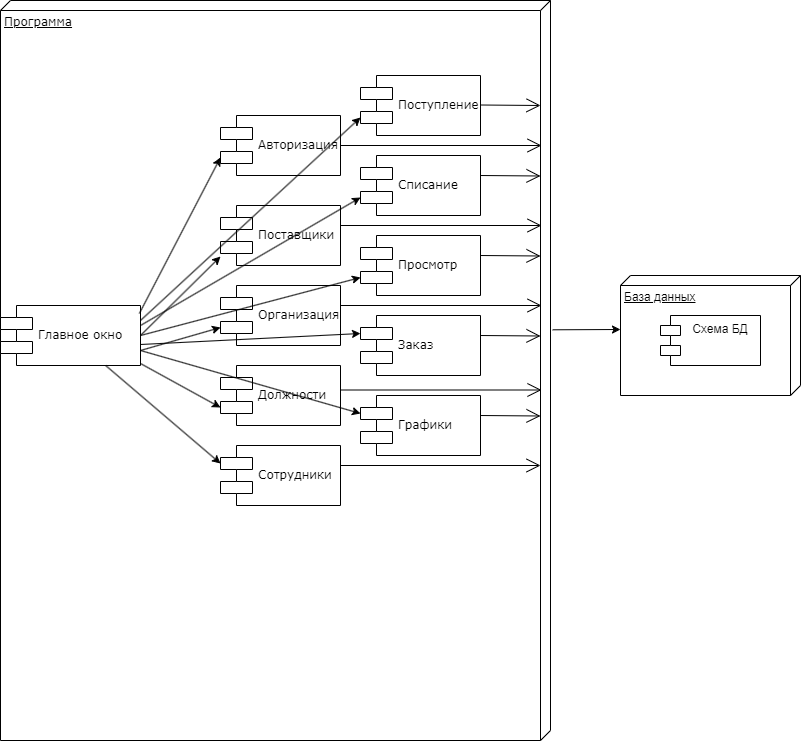 Программа
Поступление
Авторизация
Списание
Поставщики
Просмотр
База данных
Организация
Схема БД
Главное окно
Заказ
Должности
Графики
Сотрудники